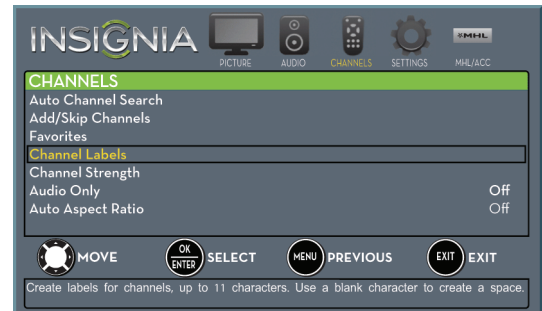 INSIGNIA
PICTURE AUDIO CHANNELS SETTINGS MHL/ACC
MHL
CHANNELS
Auto Channel Search
Add/Skip Channels
Favorites
Channel Labels
Channel Strength
Audio Only Off
Auto Aspect Ratio Off
MOVE OK ENTER SELECT MENU PREVIOUS EXIT EXIT
Create labels for channels, up to 11 characters. Use a blank character to create a space.